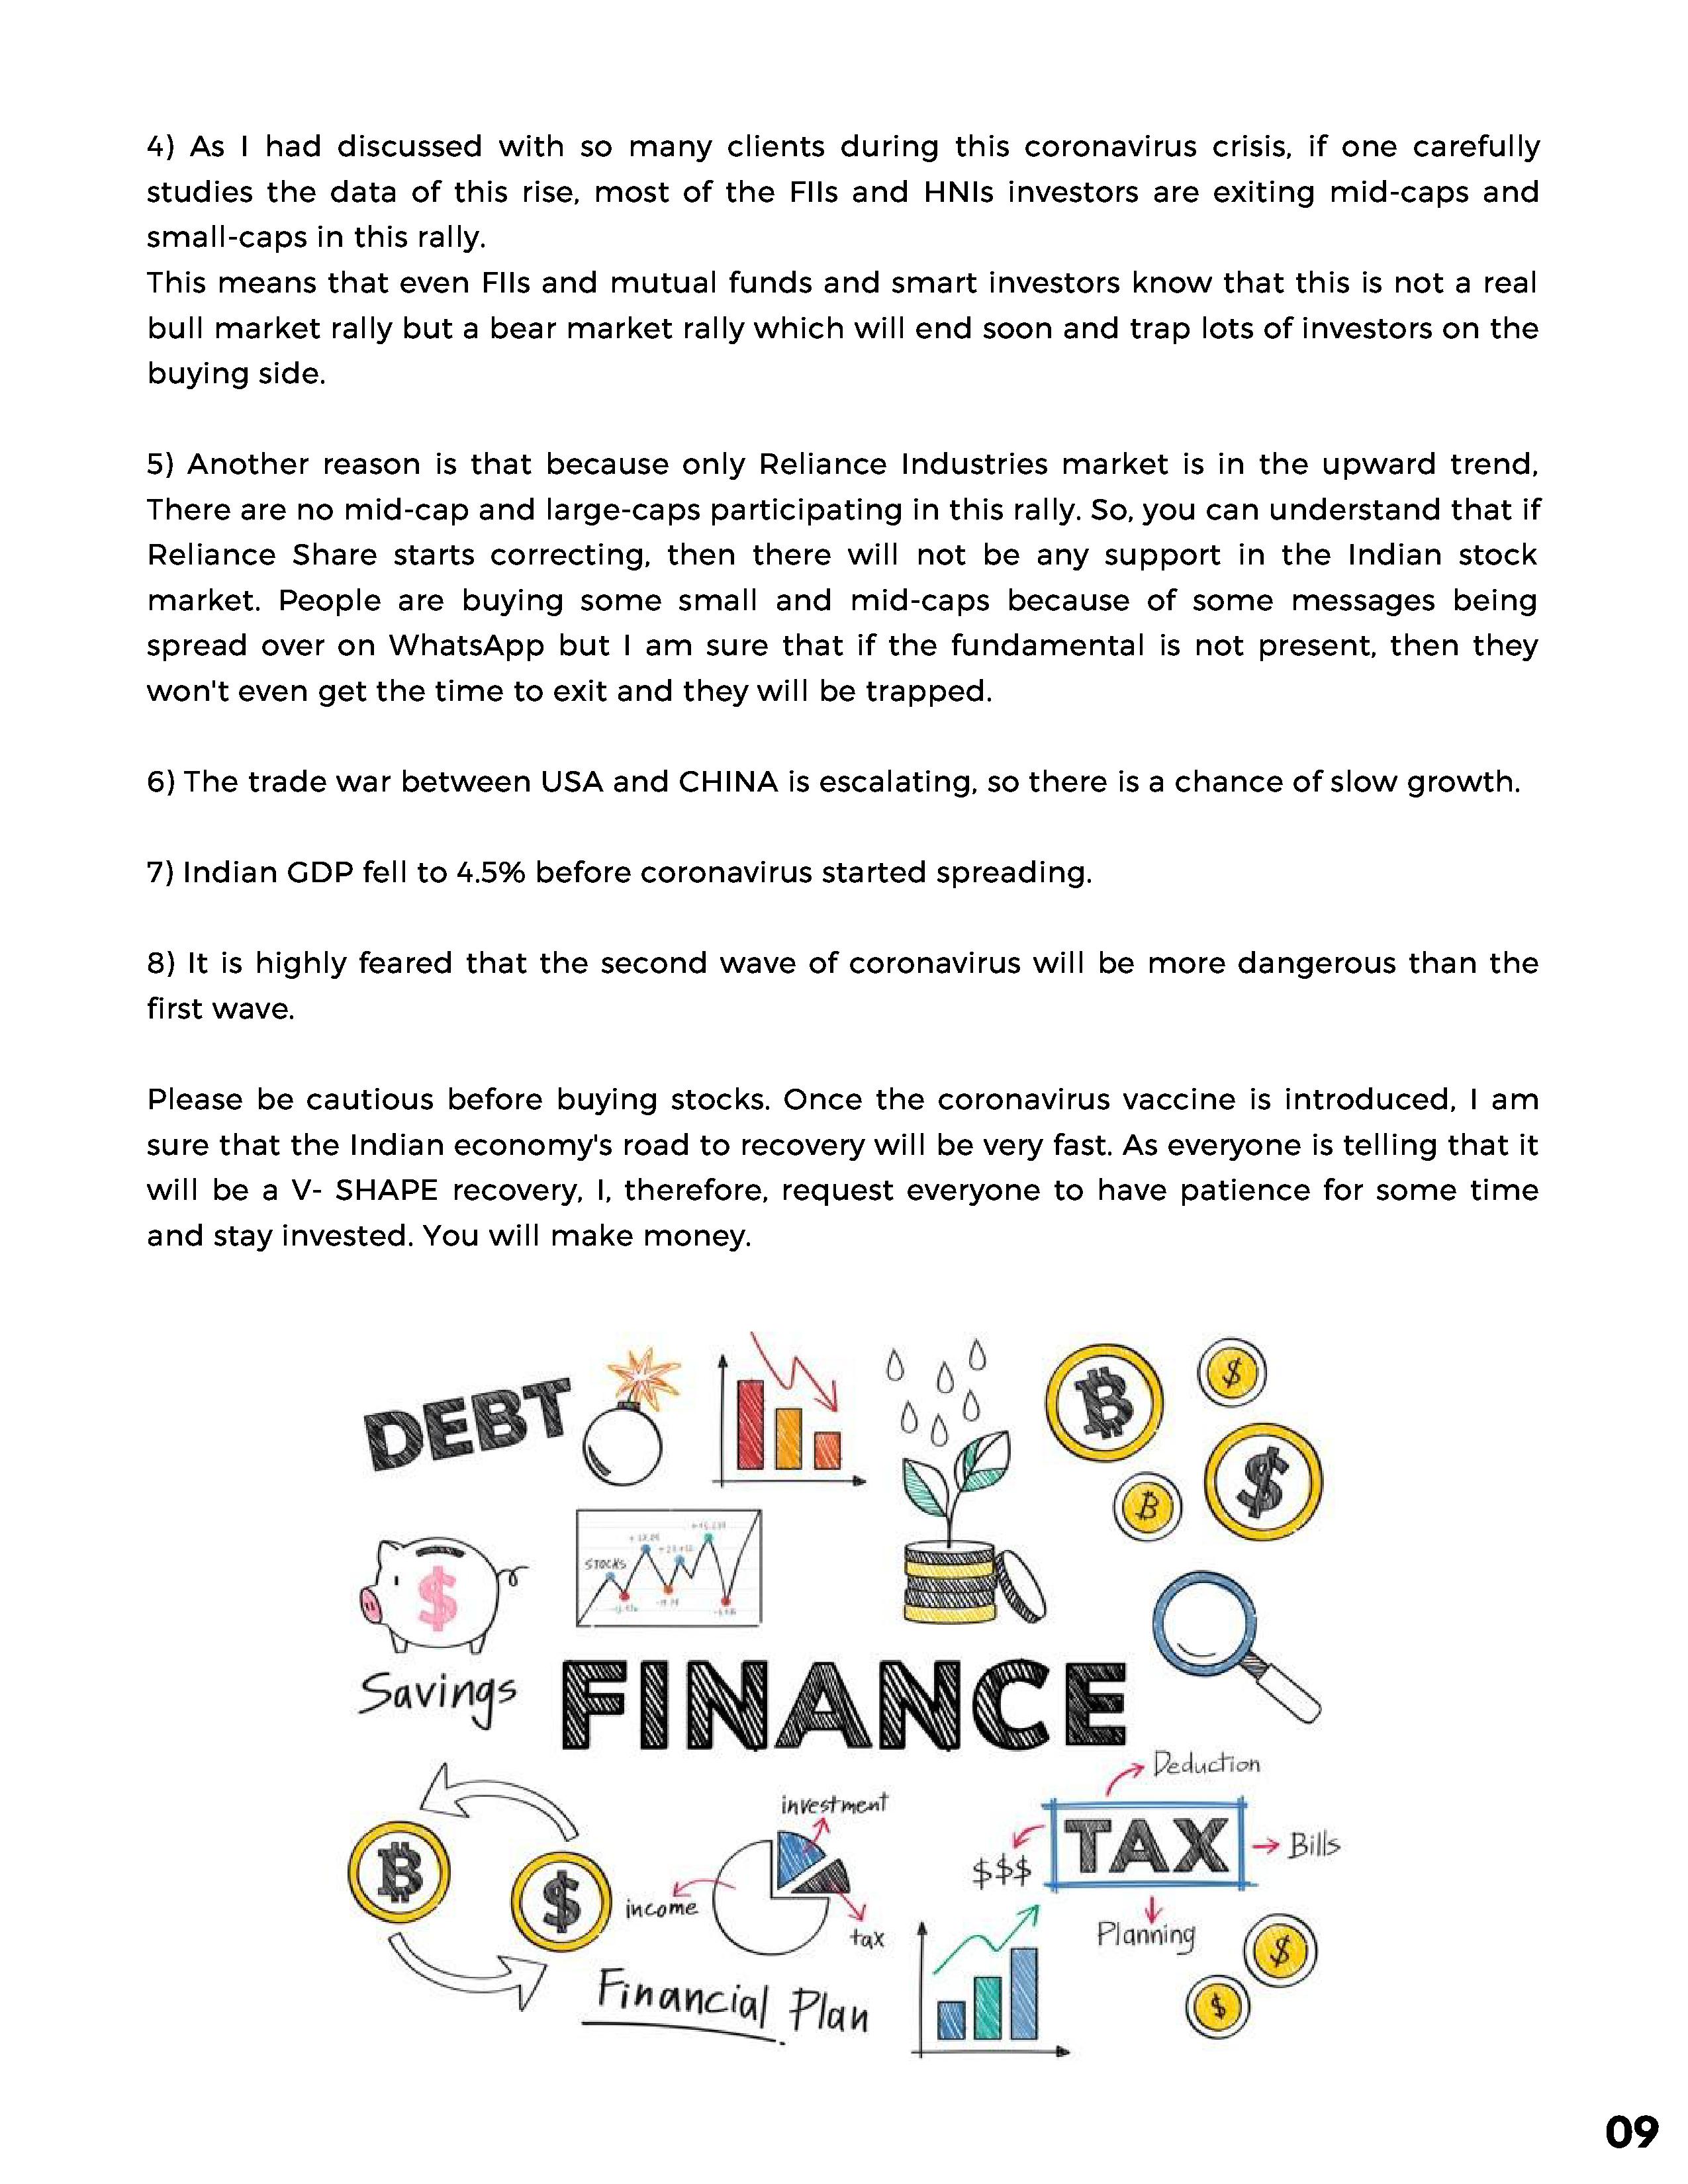 4) As I had discussed with so many clients during this coronavirus crisis, if one carefully
studies the data of this rise, most of the FIIs and HNIs investors are exiting mid-caps and
small-caps in this rally.
This means that even FIIs and mutual funds and smart investors know that this is not a real
bull market rally but a bear market rally which will end soon and trap lots of investors on the
buying side.
5) Another reason is that because only Reliance Industries market is in the upward trend,
There are no mid-cap and large-caps participating in this rally. So, you can understand that if
Reliance Share starts correcting, then there will not be any support in the Indian stock
market. People are buying some small and mid-caps because of some messages being
spread over on WhatsApp but I am sure that if the fundamental is not present, then they
won't even get the time to exit and they will be trapped.
6) The trade war between USA and CHINA is escalating, so there is a chance of slow growth.
7) Indian GDP fell to 4.5% before coronavirus started spreading.
8) It is highly feared that the second wave of coronavirus will be more dangerous than the
first wave.
Please be cautious before buying stocks. Once the coronavirus vaccine is introduced, I am
sure that the Indian economy's road to recovery will be very fast. As everyone is telling that it
will be a V- SHAPE recovery, I, therefore, request everyone to have patience for some time
and stay invested. You will make money.
DEBT
STOCKS
Savings
FINANCE
Deduction
investment
TAX
Bills
$$$
income
tax
Planning
Financial Plan
09